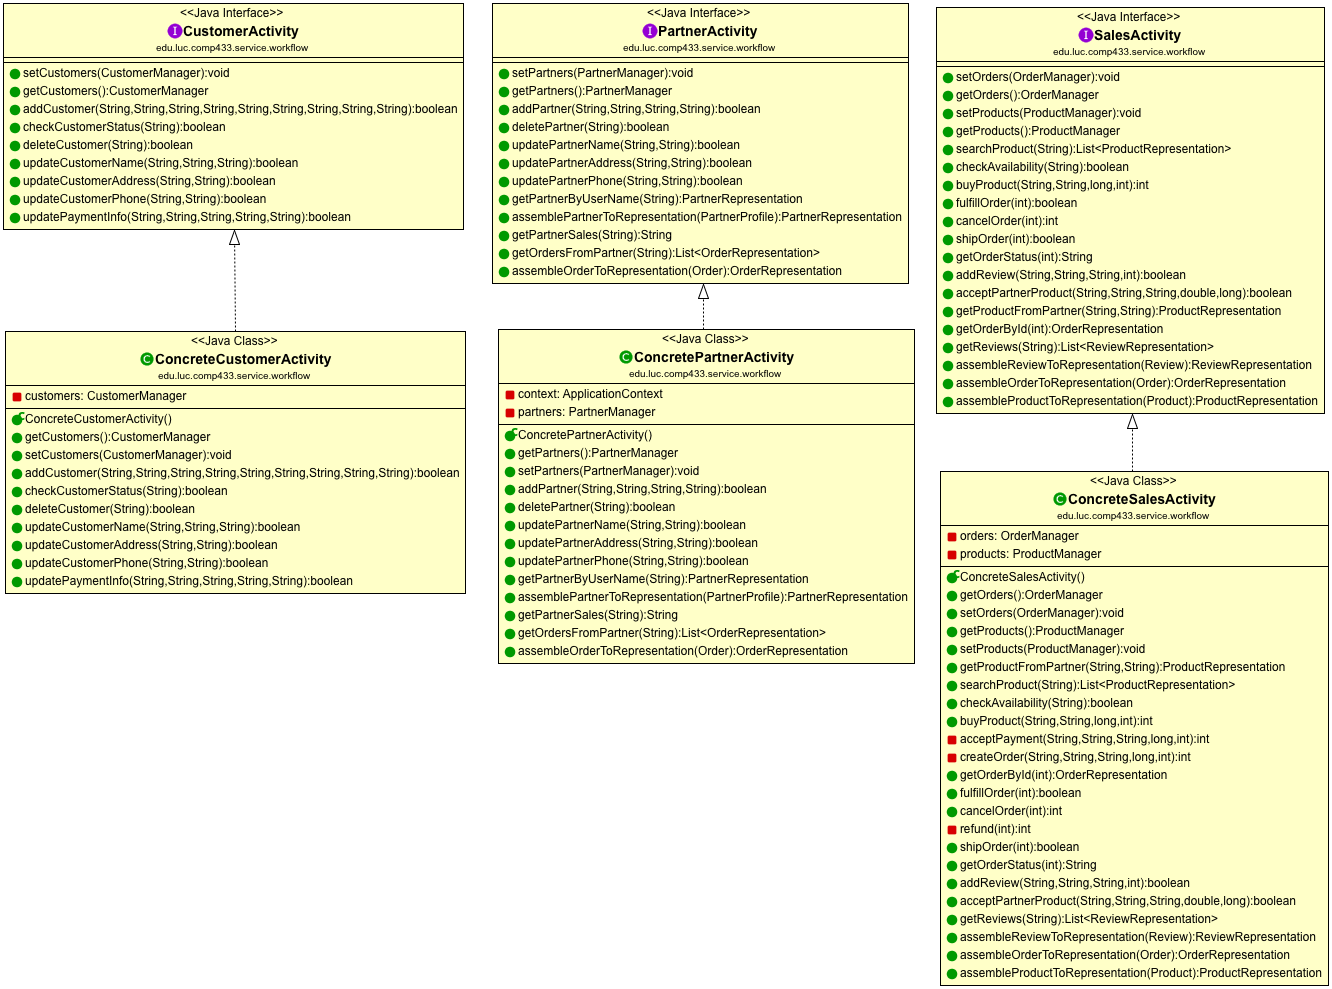 <<Java Interface>>
CustomerActivity
edu.luc.comp433.service.workflow
setCustomers(CustomerManager):void
getCustomers():CustomerManager
addCustomer(String,String,String,String,String,String,String,String,String):boolean
checkCustomerStatus(String):boolean
deleteCustomer(String):boolean
updateCustomerName(String,String,String):boolean
updateCustomerAddress(String,String):boolean
updateCustomerPhone(String,String):boolean
updatePaymentInfo(String,String,String,String,String):boolean
<<Java Class>>
ConcreteCustomerActivity
edu.luc.comp433.service.workflow
customers: CustomerManager
ConcreteCustomerActivity()
getCustomers():CustomerManager
setCustomers(CustomerManager):void
addCustomer(String,String,String,String,String,String,String,String,String):boolean
checkCustomerStatus(String):boolean
deleteCustomer(String):boolean
updateCustomerName(String,String,String):boolean
updateCustomerAddress(String,String):boolean
updateCustomerPhone(String,String):boolean
updatePaymentInfo(String,String,String,String,String):boolean
<<Java Interface>>
PartnerActivity
edu.luc.comp433.service.workflow
setPartners(PartnerManager):void
getPartners():PartnerManager
addPartner(String,String,String,String):boolean
deletePartner(String):boolean
updatePartnerName(String,String):boolean
updatePartnerAddress(String,String):boolean
updatePartnerPhone(String,String):boolean
getPartnerByUserName(String):PartnerRepresentation
assemblePartnerToRepresentation(PartnerProfile):PartnerRepresentation
getPartnerSales(String):String
getOrdersFromPartner(String):List<OrderRepresentation>
assembleOrderToRepresentation(Order):OrderRepresentation
<<Java Class>>
ConcretePartnerActivity
edu.luc.comp433.service.workflow
context: ApplicationContext
partners: PartnerManager
ConcretePartnerActivity()
getPartners():PartnerManager
setPartners(PartnerManager):void
addPartner(String,String,String,String):boolean
deletePartner(String):boolean
updatePartnerName(String,String):boolean
updatePartnerAddress(String,String):boolean
updatePartnerPhone(String,String):boolean
getPartnerByUserName(String):PartnerRepresentation
assemblePartnerToRepresentation(PartnerProfile):PartnerRepresentation
getPartnerSales(String):String
getOrdersFromPartner(String):List<OrderRepresentation>
assembleOrderToRepresentation(Order):OrderRepresentation
<<Java Interface>>
SalesActivity
edu.luc.comp433.service.workflow
setOrders(OrderManager):void
getOrders():OrderManager
setProducts(ProductManager):void
getProducts():ProductManager
searchProduct(String):List<ProductRepresentation>
checkAvailability(String):boolean
buyProduct(String,String,long,int):int
fulfillOrder(int):boolean
cancelOrder(int):int
shipOrder(int):boolean
getOrderStatus(int):String
addReview(String,String,String,int):boolean
acceptPartnerProduct(String,String,String,double,long):boolean
getProductFromPartner(String,String):ProductRepresentation
getOrderById(int):OrderRepresentation
getReviews(String):List<ReviewRepresentation>
assembleReviewToRepresentation(Review):ReviewRepresentation
assembleOrderToRepresentation(Order):OrderRepresentation
assembleProductToRepresentation(Product):ProductRepresentation
<<Java Class>>
ConcreteSalesActivity
edu.luc.comp433.service.workflow
orders: OrderManager
products: ProductManager
ConcreteSalesActivity()
getOrders():OrderManager
setOrders(OrderManager):void
getProducts():ProductManager
setProducts(ProductManager):void
getProductFromPartner(String,String):ProductRepresentation
searchProduct(String):List<ProductRepresentation>
checkAvailability(String):boolean
buyProduct(String,String,long,int):int
acceptPayment(String,String,String,long,int):int
createOrder(String,String,String,long,int):int
getOrderById(int):OrderRepresentation
fulfillOrder(int):boolean
cancelOrder(int):int
refund(int):int
shipOrder(int):boolean
getOrderStatus(int):String
addReview(String,String,String,int):boolean
acceptPartnerProduct(String,String,String,double,long):boolean
getReviews(String):List<ReviewRepresentation>
assembleReviewToRepresentation(Review):ReviewRepresentation
assembleOrderToRepresentation(Order):OrderRepresentation
assembleProductToRepresentation(Product):ProductRepresentation